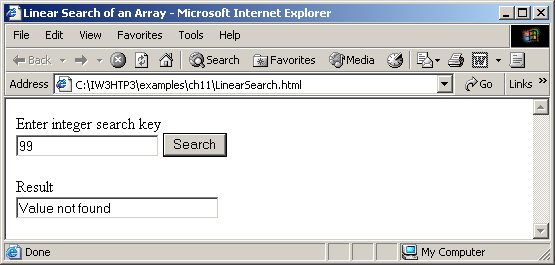 Linear Search of an Array - Microsoft Internet Explorer
File Edit View Favorites Tools Help
Back Search Favorites Media
Address C:\IW3HTP3\examples\ch11\LinearSearch.html Go Links »
Enter integer search key
99 Search
Result
Value not found
Done My Computer